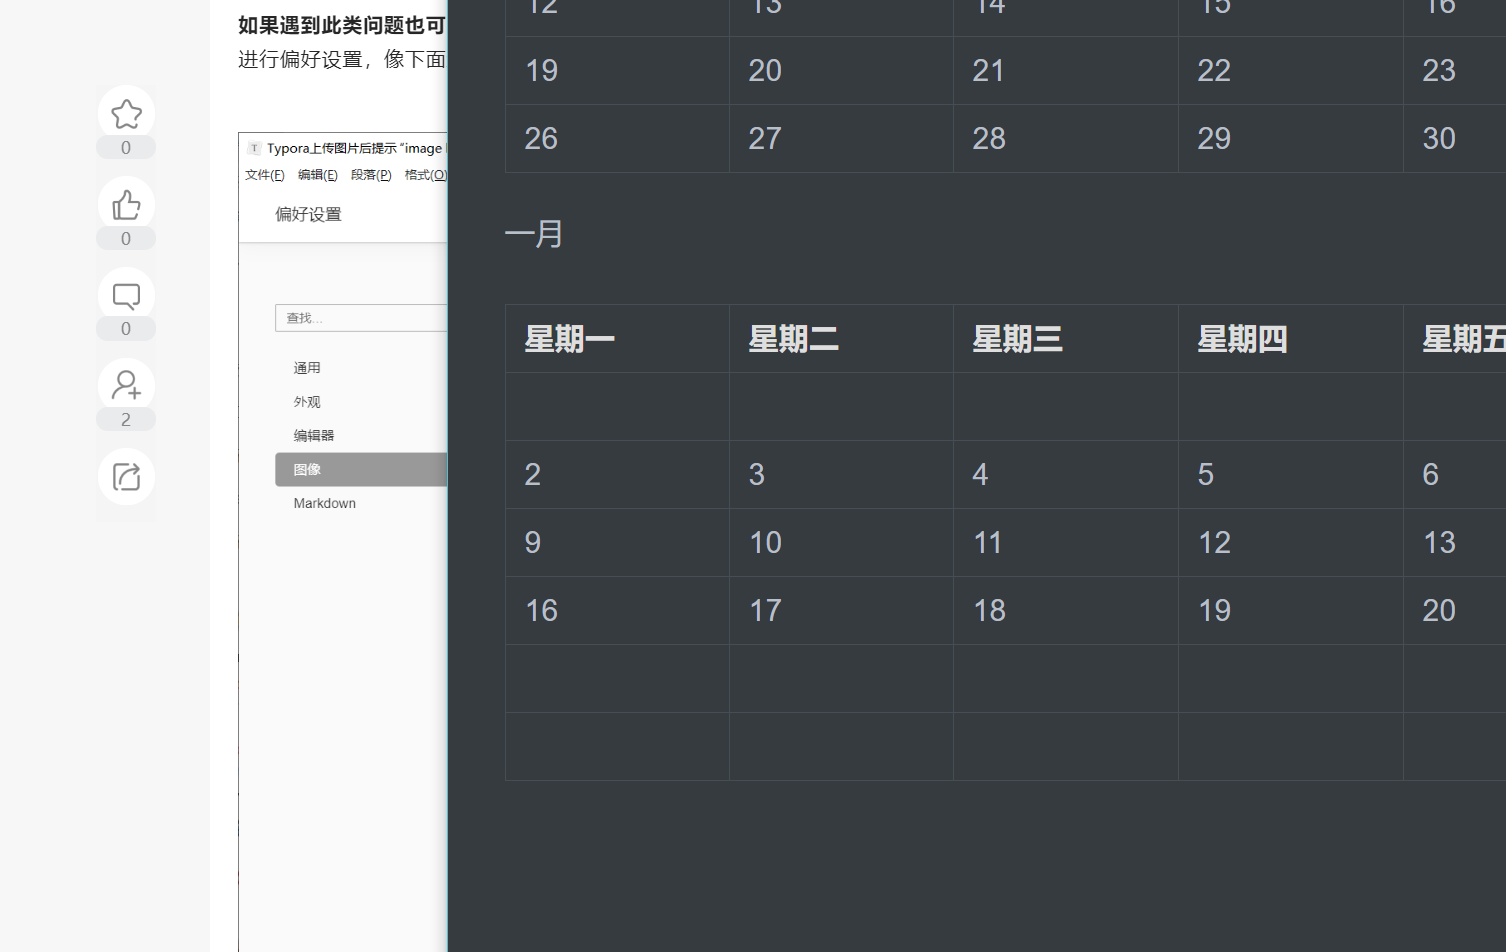 如果遇到此类问题也可
进行偏好设置，像下面
0
0
0
2
T Typora上传图片后提示“image
文件(F) 编辑(E) 段落(P) 格式(O)
偏好设置
查找...
通用
外观
编辑器
图像
Markdown
12 13 14 15 16
19 20 21 22 23
26 27 28 29 30
一月
星期一 星期二 星期三 星期四 星期五
2 3 4 5 6
9 10 11 12 13
16 17 18 19 20